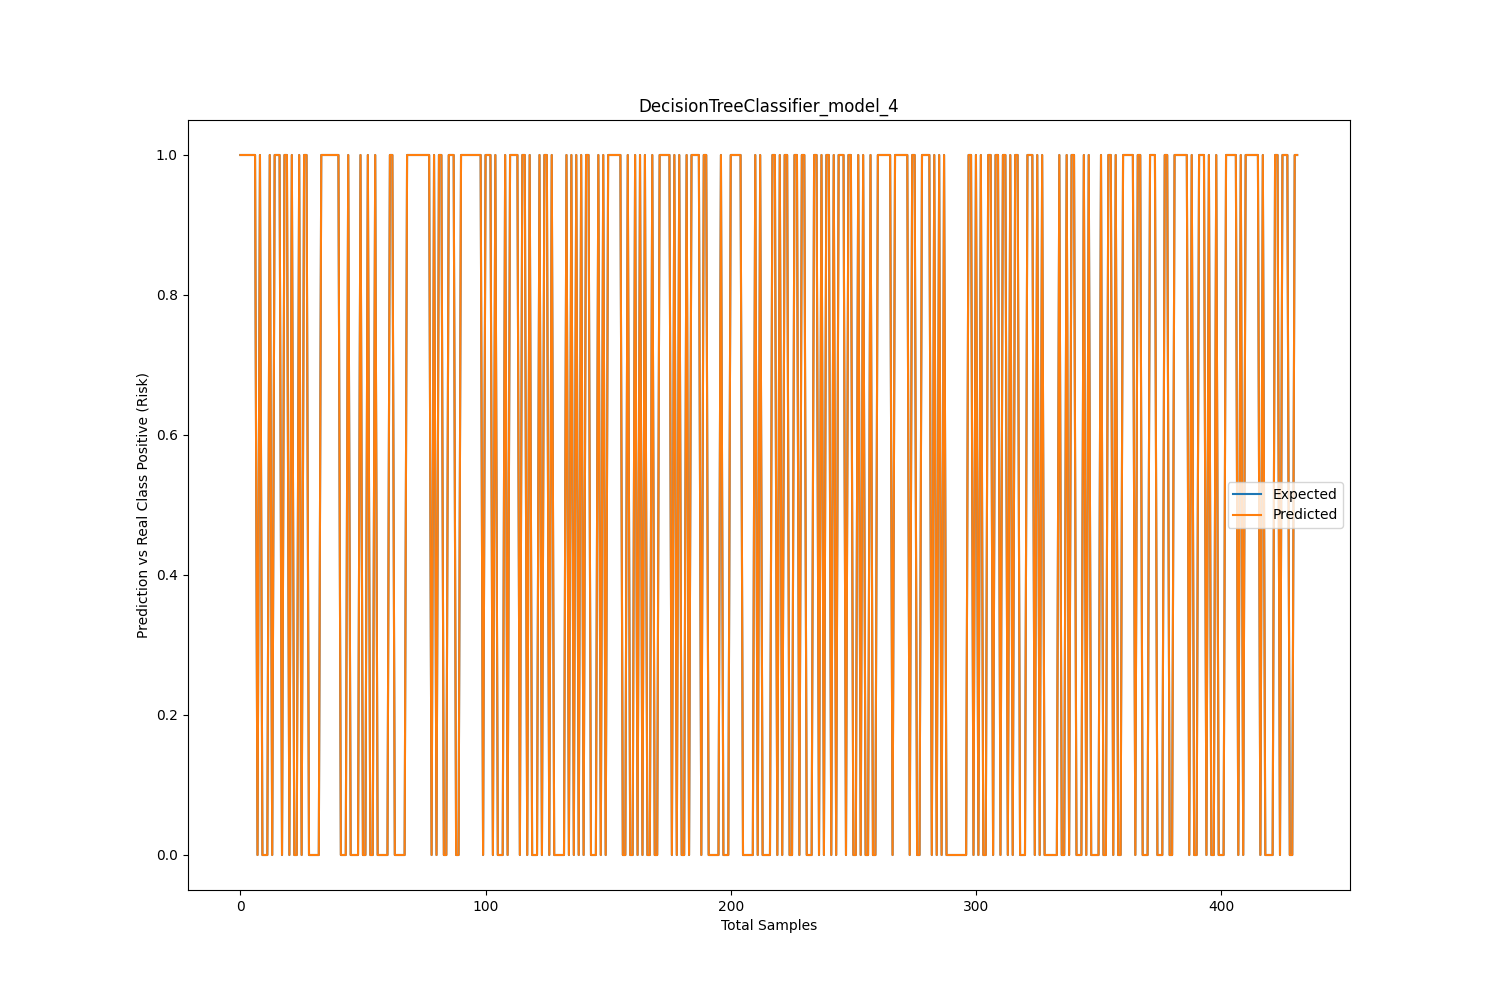 DecisionTreeClassifier_model_4
Prediction vs Real Class Positive (Risk)
1.0
0.8
0.6
0.4
0.2
0.0
Expected
Predicted
0
100
200
300
400
Total Samples